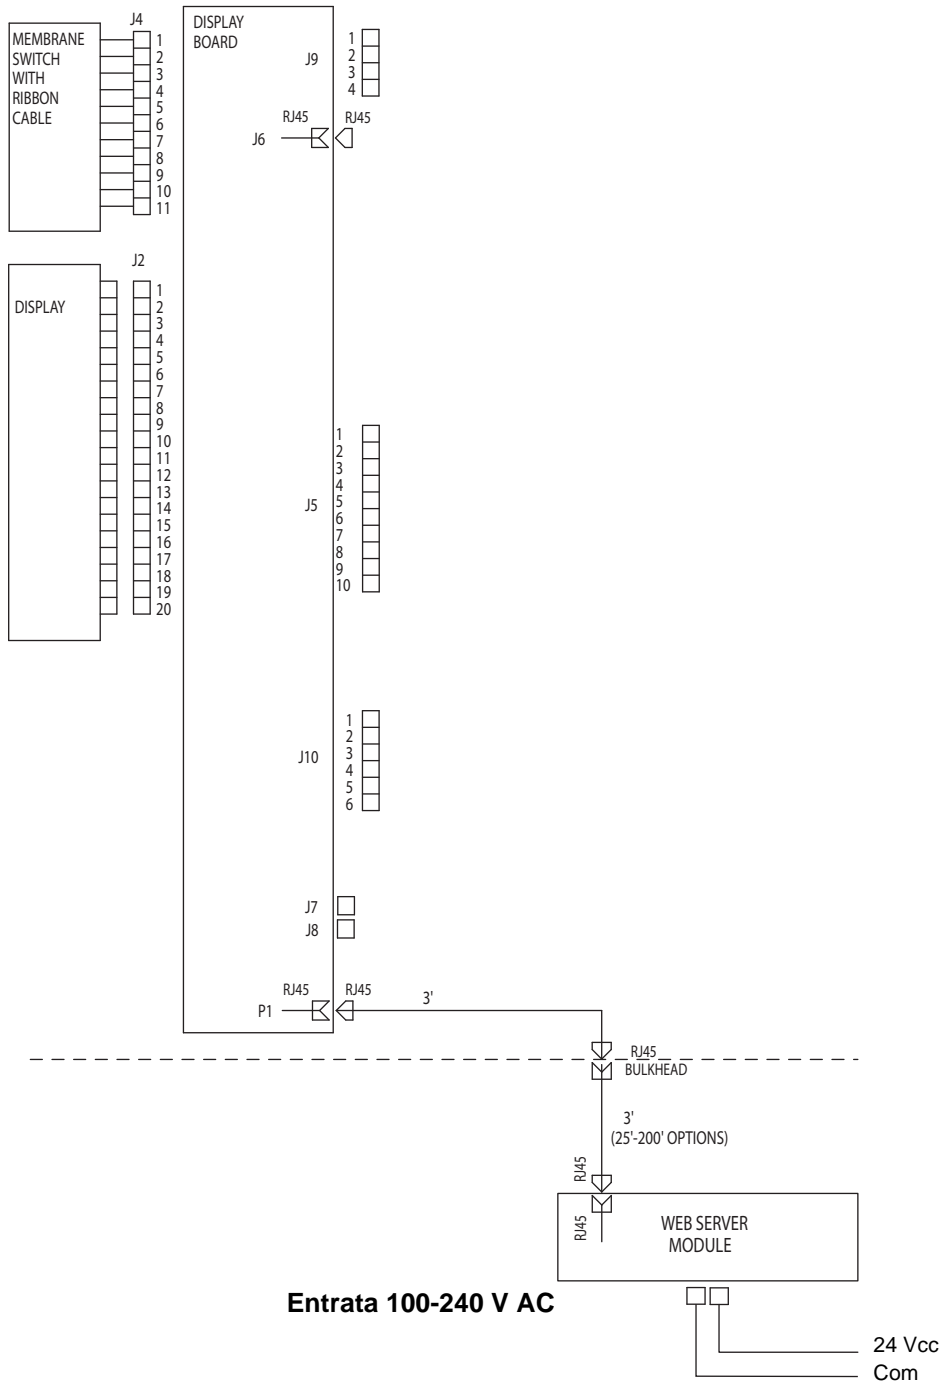 J4
MEMBRANE
SWITCH
WITH
RIBBON
CABLE
1
2
3
4
5
6
7
8
9
10
11
DISPLAY
BOARD
J9
1
2
3
4
RJ45
RJ45
J6
J2
DISPLAY
1
2
3
4
5
6
7
8
9
10
11
12
13
14
15
16
17
18
19
20
J5
1
2
3
4
5
6
7
8
9
10
J10
1
2
3
4
5
6
J7
J8
RJ45
RJ45
P1
3'
RJ45
BULKHEAD
3'
(25'-200' OPTIONS)
RJ45
RJ45
WEB SERVER
MODULE
Entrata 100-240 V AC
24 Vcc
Com